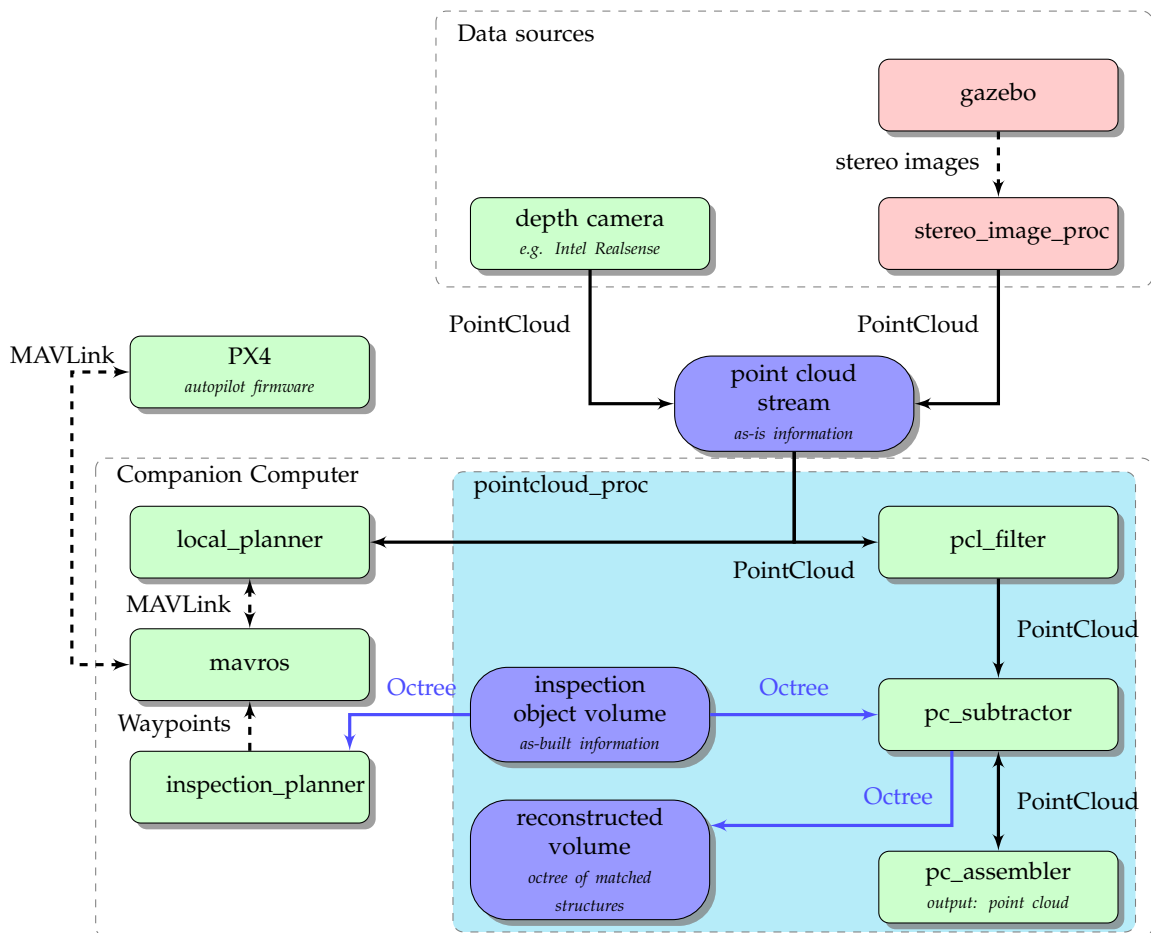 Data sources
gazebo
stereo images
depth camera
e.g. Intel Realsense
stereo_image_proc
PointCloud
PointCloud
MAVLink
PX4
autopilot firmware
point cloud
stream
as-is information
Companion Computer
pointcloud_proc
local_planner
pcl_filter
PointCloud
MAVLink
PointCloud
mavros
Octree
inspection
object volume
as-built information
Octree
pc_subtractor
Waypoints
inspection_planner
Octree
PointCloud
reconstructed
volume
octree of matched
structures
pc_assembler
output: point cloud